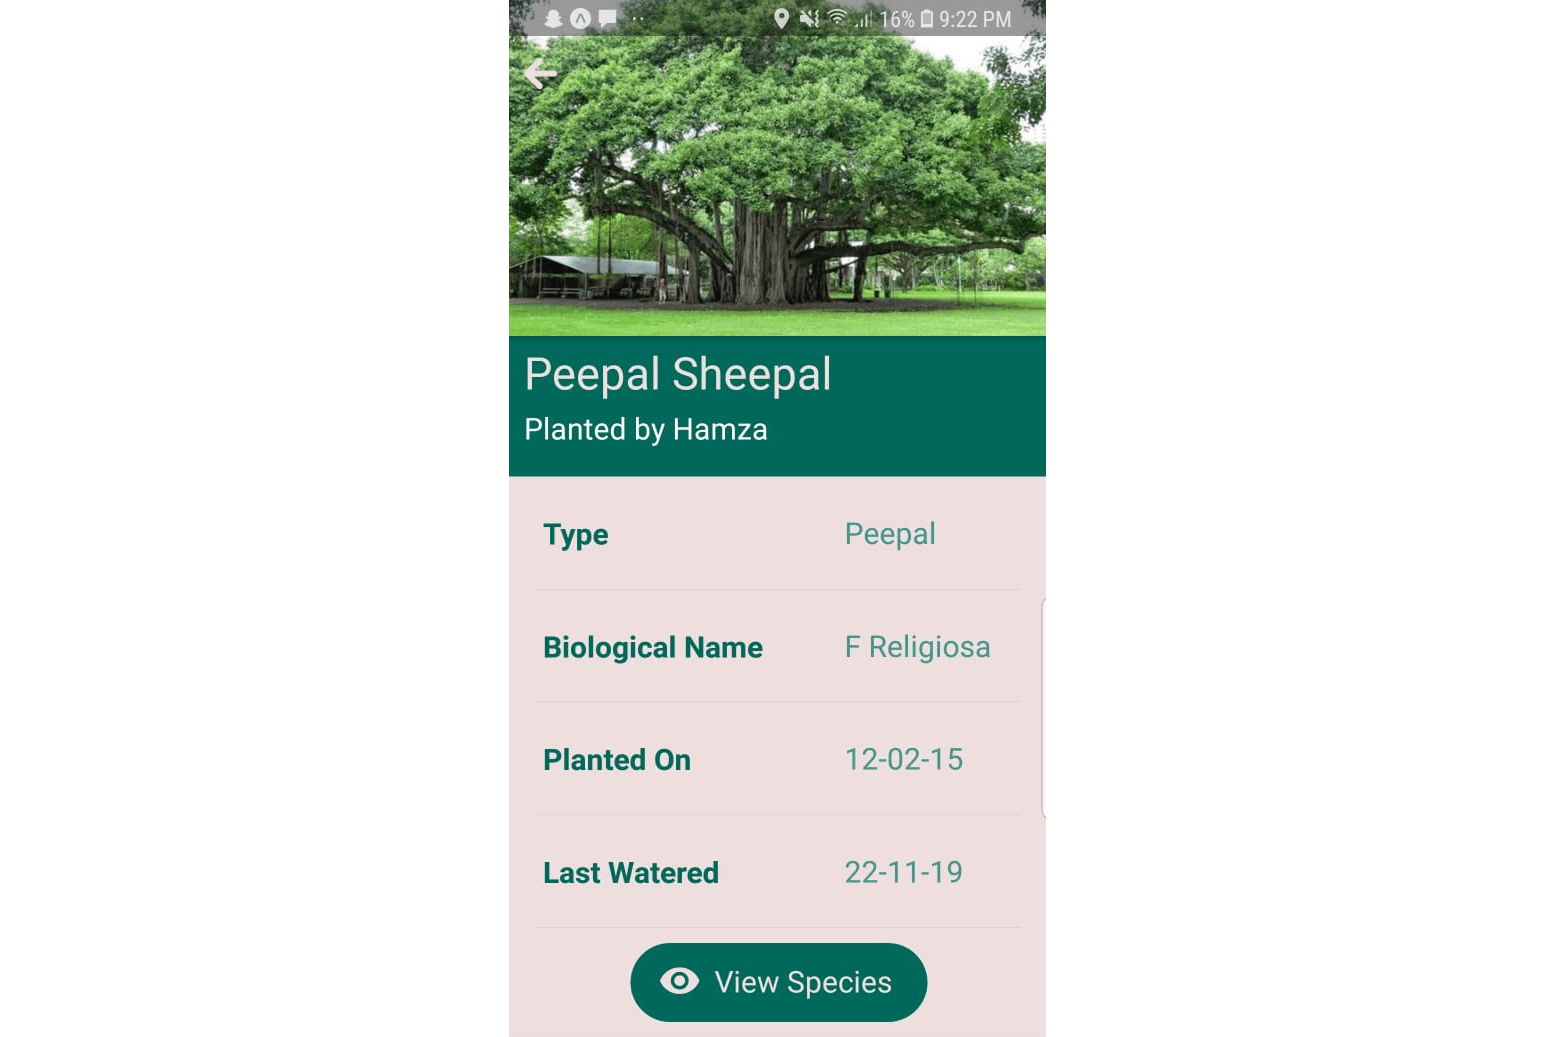 16% 9:22 PM
Peepal Sheepal
Planted by Hamza
Type Peepal
Biological Name F Religiosa
Planted On 12-02-15
Last Watered 22-11-19
View Species